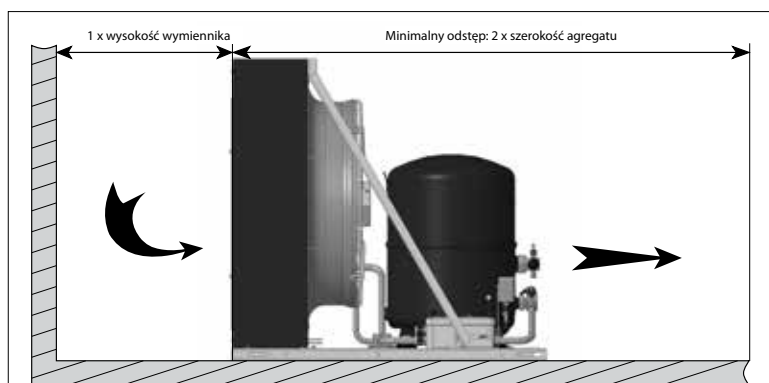 1 x wysokość wymiennika
Minimalny odstęp: 2 x szerokość agregatu